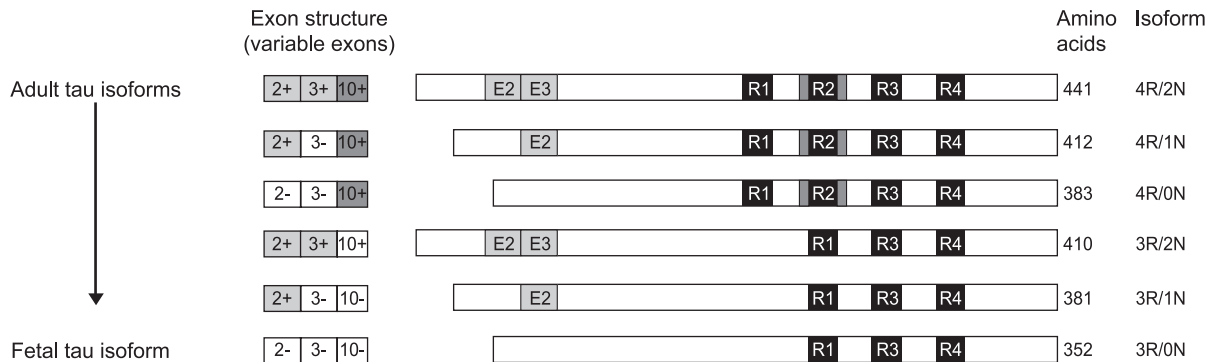 Exon structure
(variable exons)
Amino
acids
Isoform
Adult tau isoforms 2+ 3+ 10+ E2 E3 R1 R2 R3 R4 441 4R/2N
2+ 3- 10+ E2 R1 R2 R3 R4 412 4R/1N
2- 3- 10+ R1 R2 R3 R4 383 4R/0N
2+ 3+ 10+ E2 E3 R1 R3 R4 410 3R/2N
2+ 3- 10- E2 R1 R3 R4 381 3R/1N
Fetal tau isoform 2- 3- 10- R1 R3 R4 352 3R/0N